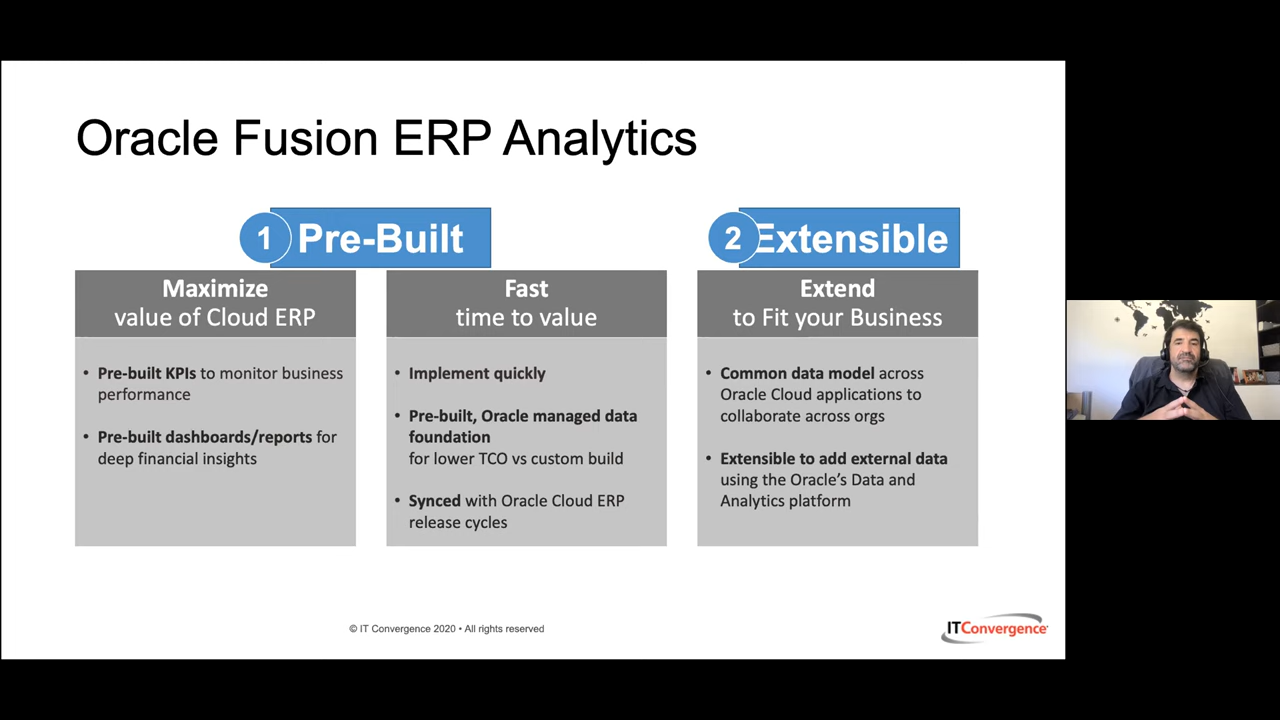 Oracle Fusion ERP Analytics
1 Pre-Built
2 Extensible
Maximize
value of Cloud ERP
• Pre-built KPIs to monitor business
performance
• Pre-built dashboards/reports for
deep financial insights
Fast
time to value
• Implement quickly
• Pre-built, Oracle managed data
foundation
for lower TCO vs custom build
• Synced with Oracle Cloud ERP
release cycles
Extend
to Fit your Business
• Common data model across
Oracle Cloud applications to
collaborate across orgs
• Extensible to add external data
using the Oracle's Data and
Analytics platform
© IT Convergence 2020 • All rights reserved
ITConvergence